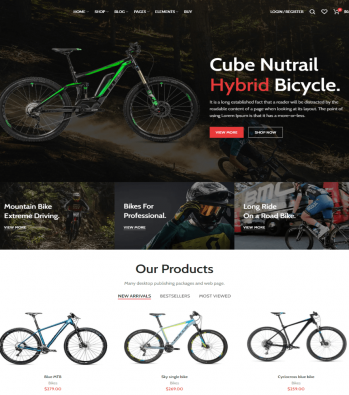 HOME SHOP BLOG PAGES ELEMENTS BUY LOGIN / REGISTER
Cube Nutrail
Hybrid Bicycle.
It is a long established fact that a reader will be distracted by the
readable content of a page when looking at its layout. The point
of using Lorem Ipsum is that it has a more-or-less.
VIEW MORE SHOP NOW
Mountain Bike
Extreme Driving.
VIEW MORE
Bikes For
Professional.
VIEW MORE
Long Ride
On a Road Bike.
VIEW MORE
Our Products
Many desktop publishing packages and web page.
NEW ARRIVALS BESTSELLERS MOST VIEWED
Blue MTB
Bikes
$279.00
Sky single bike
Bikes
$269.00
Cyclocross bikes
Bikes
$259.00